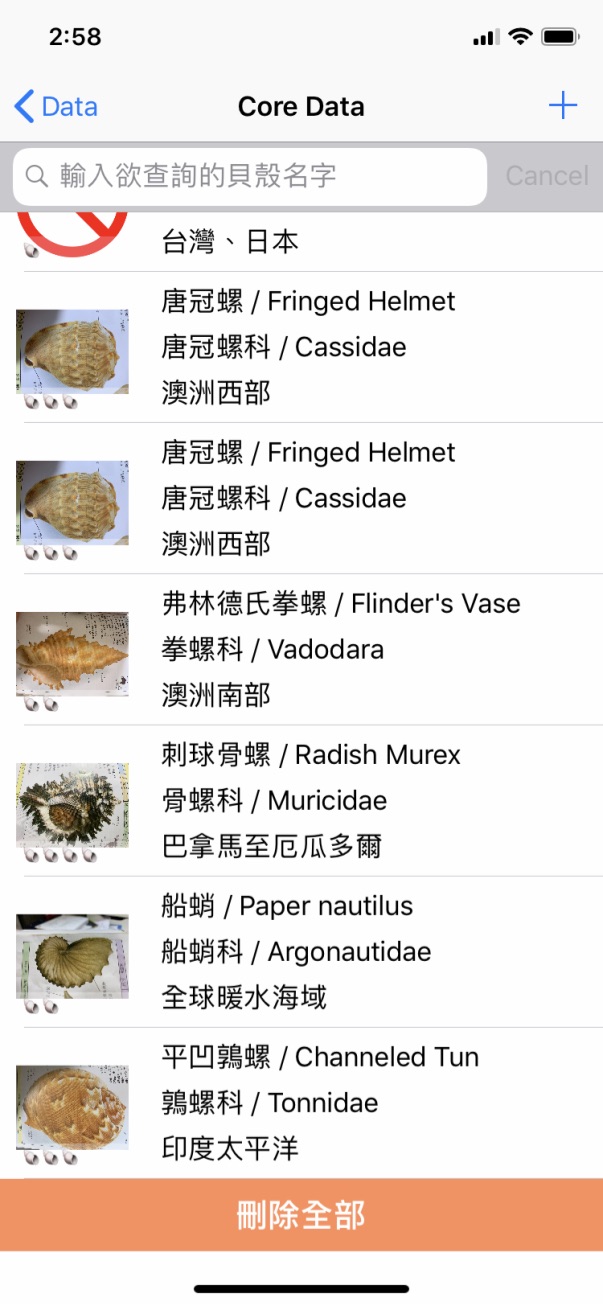 2:58
Data
Core Data
輸入欲查詢的貝殼名字
Cancel
台灣、日本
唐冠螺 / Fringed Helmet
唐冠螺科 / Cassidae
澳洲西部
唐冠螺 / Fringed Helmet
唐冠螺科 / Cassidae
澳洲西部
弗林德氏拳螺 / Flinder's Vase
拳螺科 / Vadodara
澳洲南部
刺球骨螺 / Radish Murex
骨螺科 / Muricidae
巴拿馬至厄瓜多爾
船蛸 / Paper nautilus
船蛸科 / Argonautidae
全球暖水海域
平凹鶉螺 / Channeled Tun
鶉螺科 / Tonnidae
印度太平洋
刪除全部